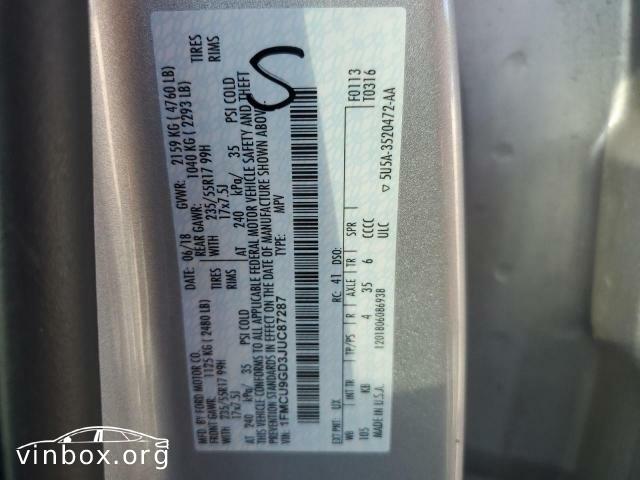 MFD. BY FORD MOTOR CO.
DATE: 06/18 GVWR: 2159 KG ( 4760 LB)
FRONT GAWR: 1125 KG ( 2480 LB) REAR GAWR: 1040 KG ( 2293 LB)
235/55R17 99H TIRES WITH 235/55R17 99H TIRES
17x7.5J RIMS 17x7.5J RIMS
AT 240 kPa/ 35 PSI COLD AT 240 kPa/ 35 PSI COLD
THIS VEHICLE CONFORMS TO ALL APPLICABLE FEDERAL MOTOR VEHICLE SAFETY AND THEFT
PREVENTION STANDARDS IN EFFECT ON THE DATE OF MANUFACTURE SHOWN ABOVE.
VIN: 1FMCU9GD3JUC87287 TYPE: MPV
S
EXT PNT: UX RC: 41 DSO: F0113
WB INT TR TP/PS R AXLE TR SPR T0316
105 KB 4 35 6 CCCC
ULC
MADE IN U.S.A. 1201806086938 5U5A-3520472-AA
vinbox.org